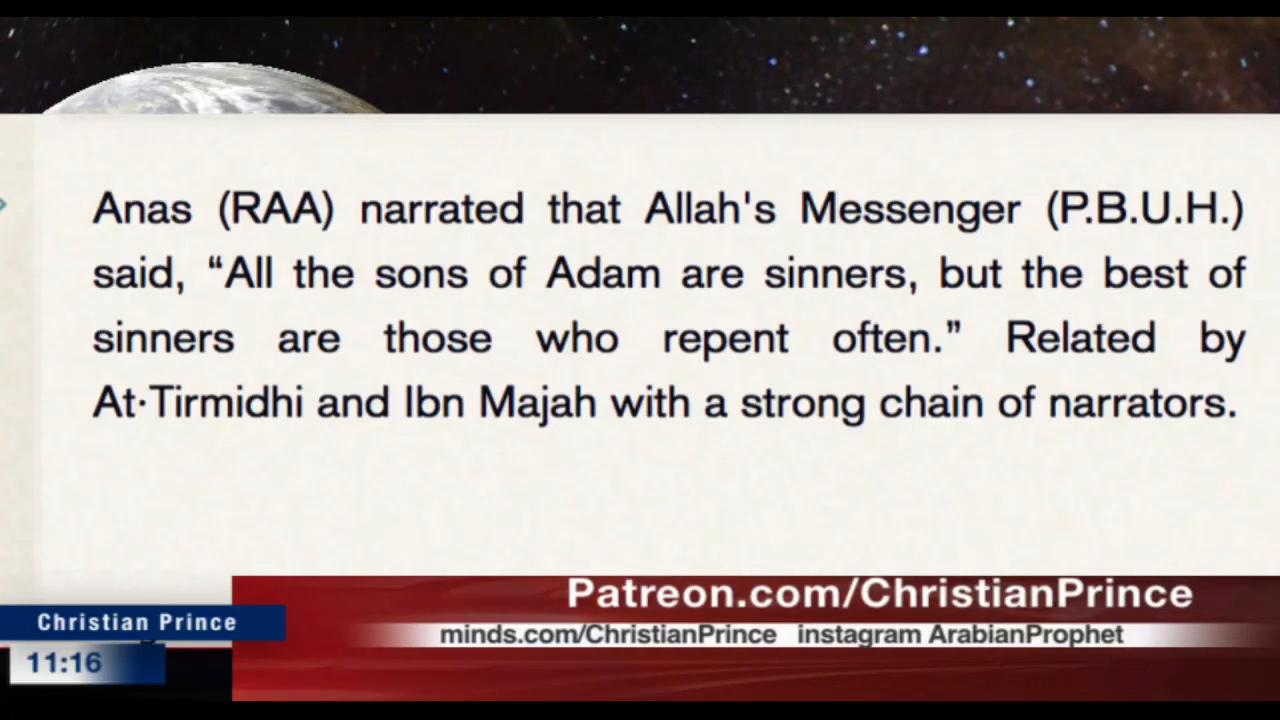 Anas (RAA) narrated that Allah's Messenger (P.B.U.H.)
said, “All the sons of Adam are sinners, but the best of
sinners are those who repent often.” Related by
At·Tirmidhi and Ibn Majah with a strong chain of narrators.
Patreon.com/ChristianPrince
Christian Prince
minds.com/ChristianPrince instagram ArabianProphet
11:16